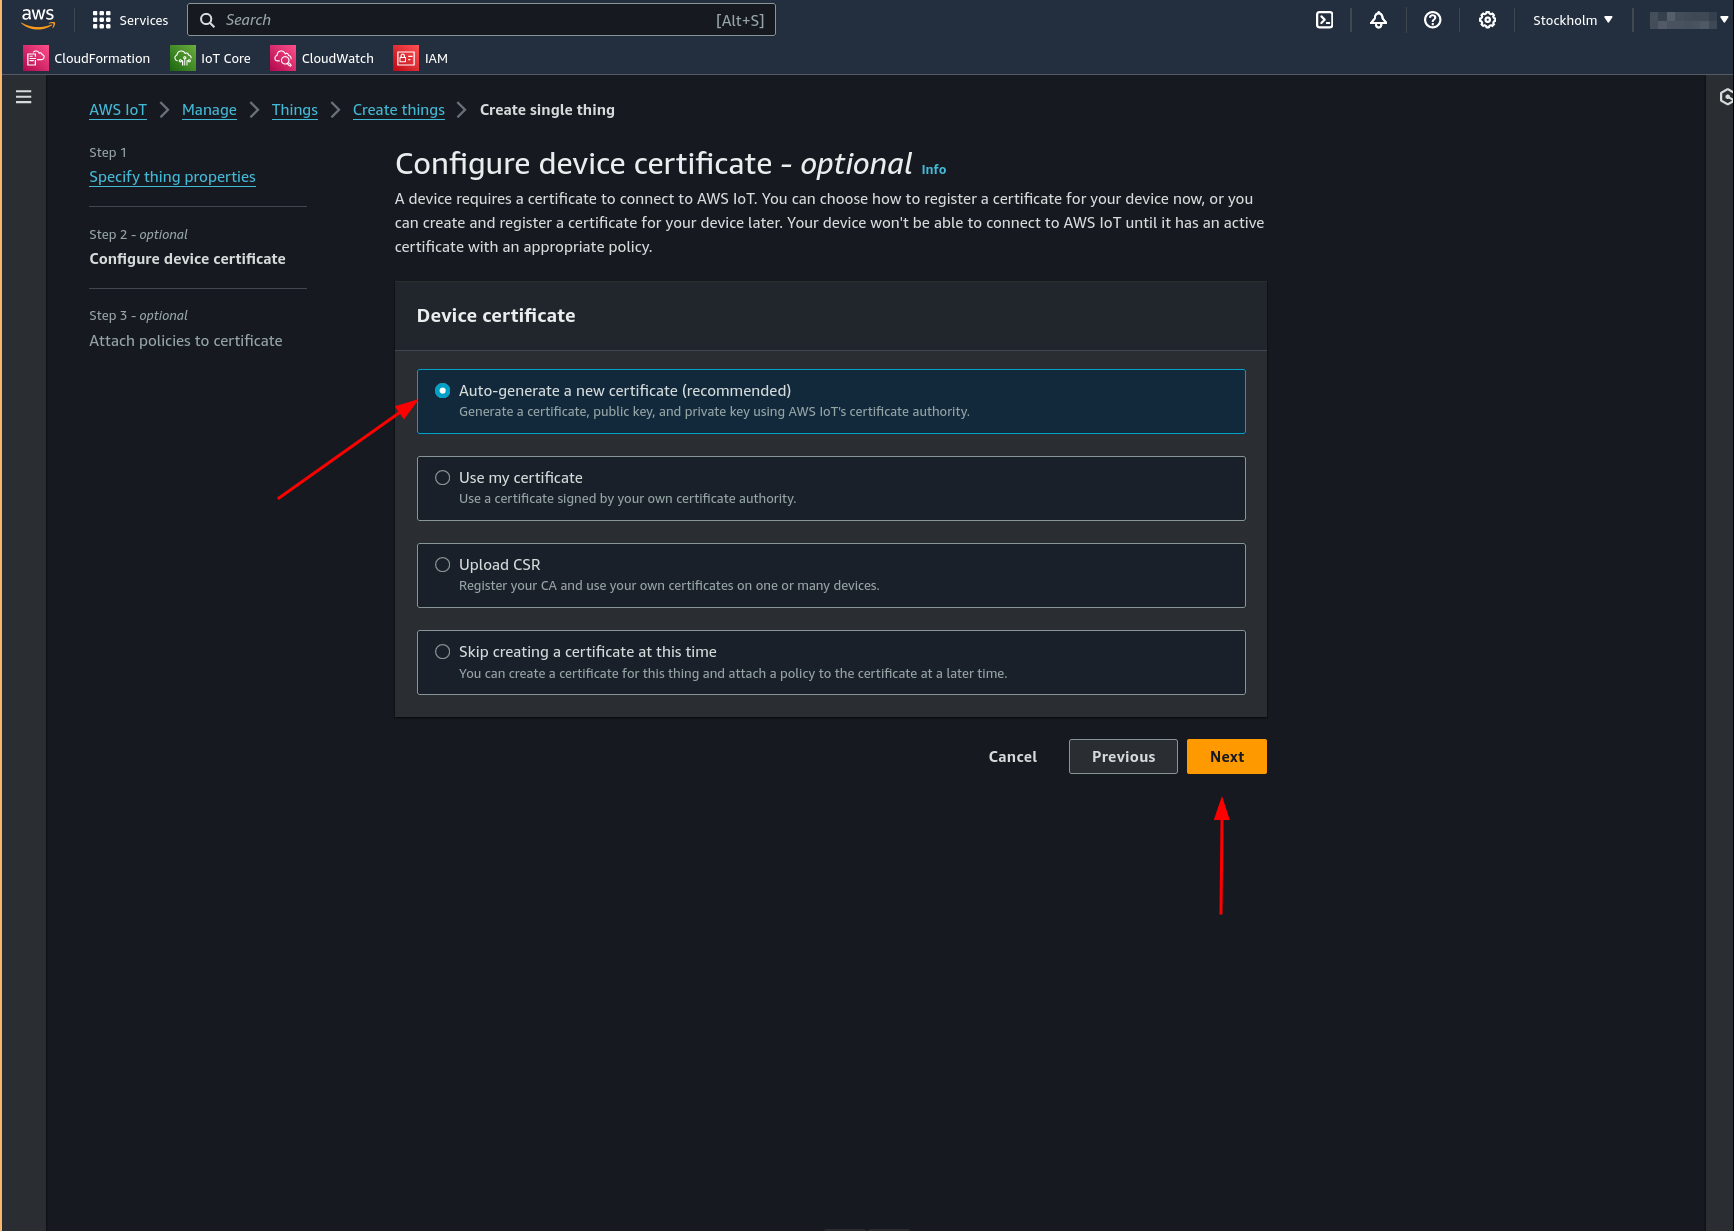 aws Services Search [Alt+S] Stockholm
CloudFormation IoT Core CloudWatch IAM
AWS IoT Manage Things Create things Create single thing
Step 1
Specify thing properties
Step 2 - optional
Configure device certificate
Step 3 - optional
Attach policies to certificate
Configure device certificate - optional Info
A device requires a certificate to connect to AWS IoT. You can choose how to register a certificate for your device now, or you
can create and register a certificate for your device later. Your device won't be able to connect to AWS IoT until it has an active
certificate with an appropriate policy.
Device certificate
Auto-generate a new certificate (recommended)
Generate a certificate, public key, and private key using AWS IoT's certificate authority.
Use my certificate
Use a certificate signed by your own certificate authority.
Upload CSR
Register your CA and use your own certificates on one or many devices.
Skip creating a certificate at this time
You can create a certificate for this thing and attach a policy to the certificate at a later time.
Cancel Previous Next